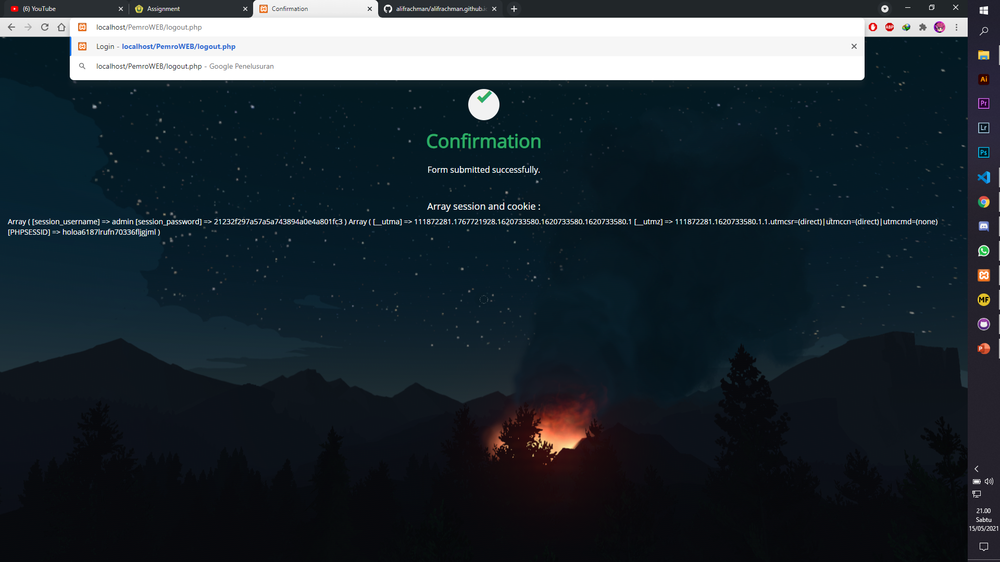 (6) YouTube
Assignment
Confirmation
alifrachman/alifrachman.github.io
localhost/PemroWEB/logout.php
Login - localhost/PemroWEB/logout.php
localhost/PemroWEB/logout.php - Google Penelusuran
ABP
Confirmation
Form submitted successfully.
Array session and cookie :
Array ( [session_username] => admin [session_password] => 21232f297a57a5a743894a0e4a801fc3 ) Array ( [__utma] => 111872281.1767721928.1620733580.1620733580.1620733580.1 [__utmz] => 111872281.1620733580.1.1.utmcsr=(direct)|utmccn=(direct)|utmcmd=(none)
[PHPSESSID] => holoa6187lrufn70336fljgjml )
Ai
Pr
Lr
Ps
MF
P
21.00
Sabtu
15/05/2021